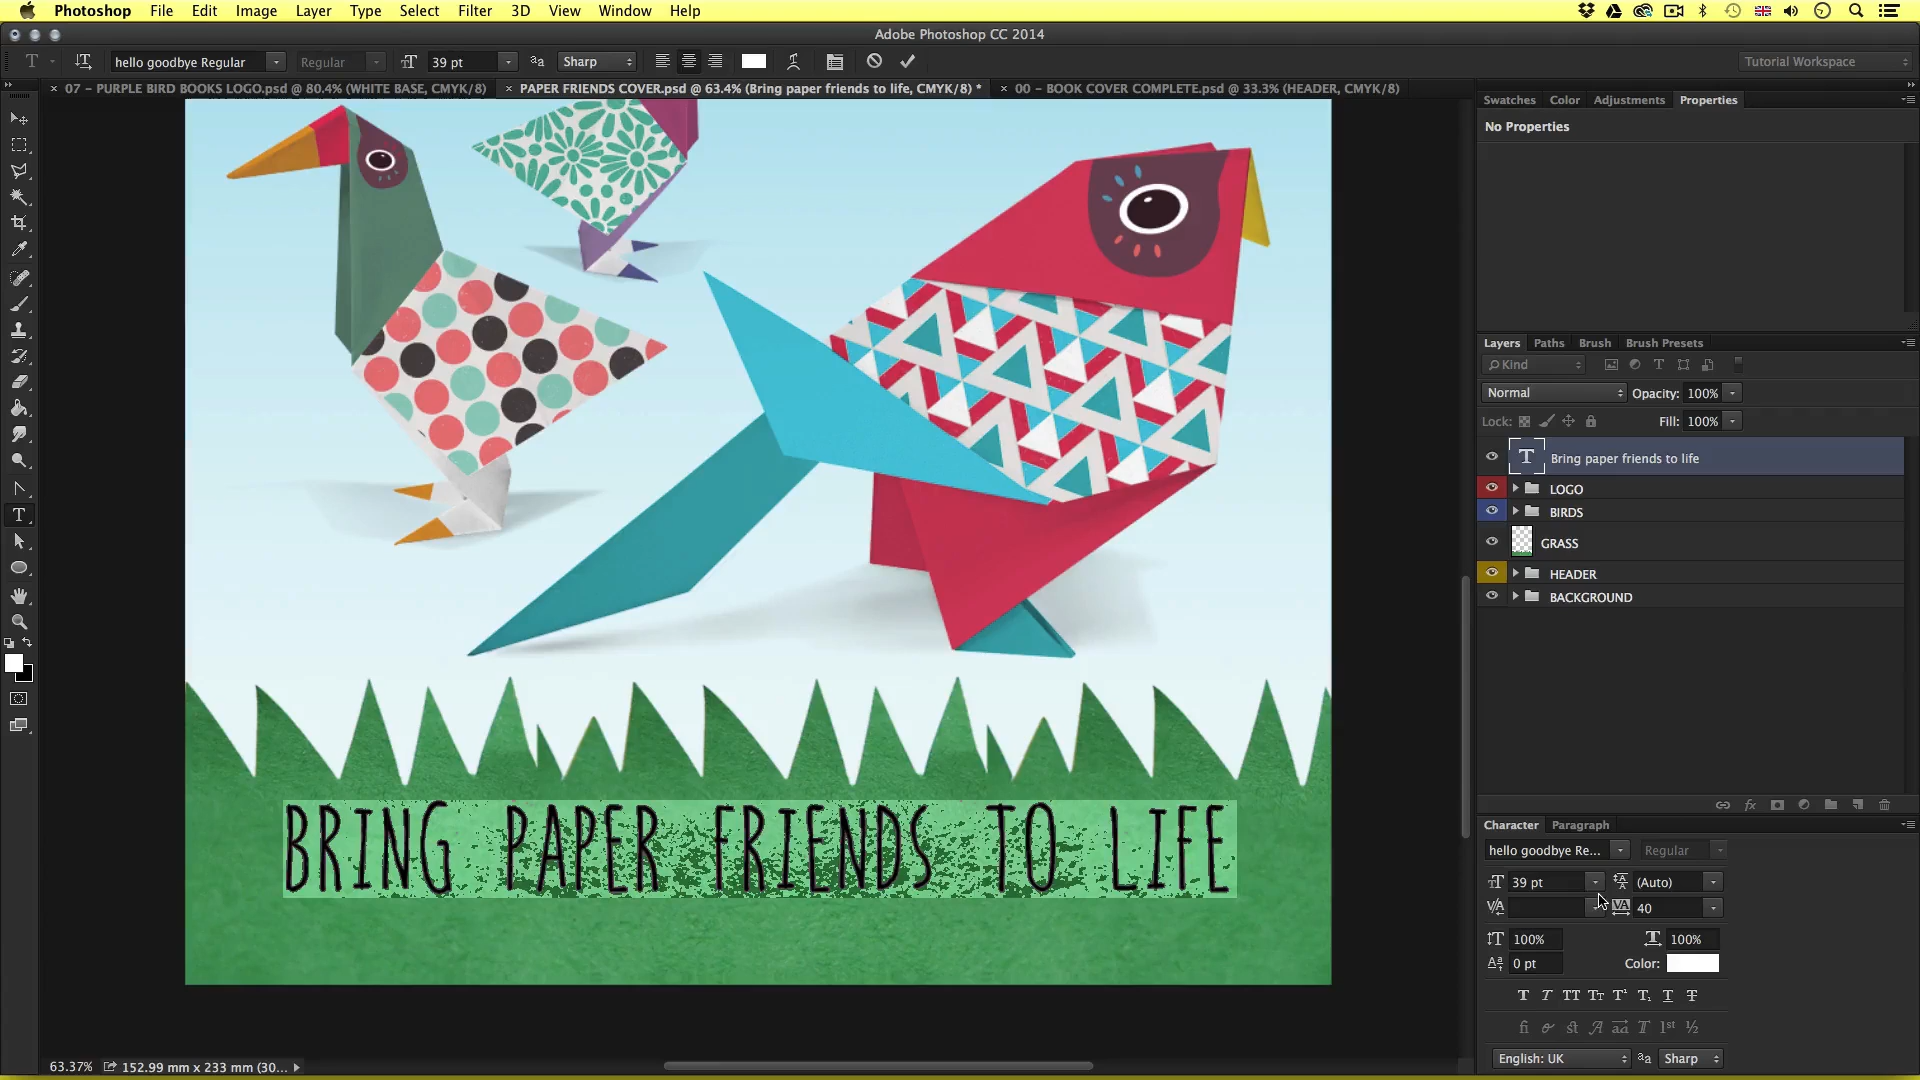 Photoshop File Edit Image Layer Type Select Filter 3D View Window Help
Adobe Photoshop CC 2014
hello goodbye Regular Regular 39 pt Sharp Tutorial Workspace
07 – PURPLE BIRD BOOKS LOGO.psd @ 80.4% (WHITE BASE, CMYK/8) PAPER FRIENDS COVER.psd @ 63.4% (Bring paper friends to life, CMYK/8) * 00 – BOOK COVER COMPLETE.psd @ 33.3% (HEADER, CMYK/8)
Swatches Color Adjustments Properties
No Properties
Layers Paths Brush Brush Presets
Kind
Normal Opacity: 100%
Lock: Fill: 100%
Bring paper friends to life
LOGO
BIRDS
GRASS
HEADER
BACKGROUND
BRING PAPER FRIENDS TO LIFE
Character Paragraph
hello goodbye Re... Regular
39 pt (Auto)
40
100% 100%
0 pt Color:
English: UK Sharp
63.37% 152.99 mm x 233 mm (30...